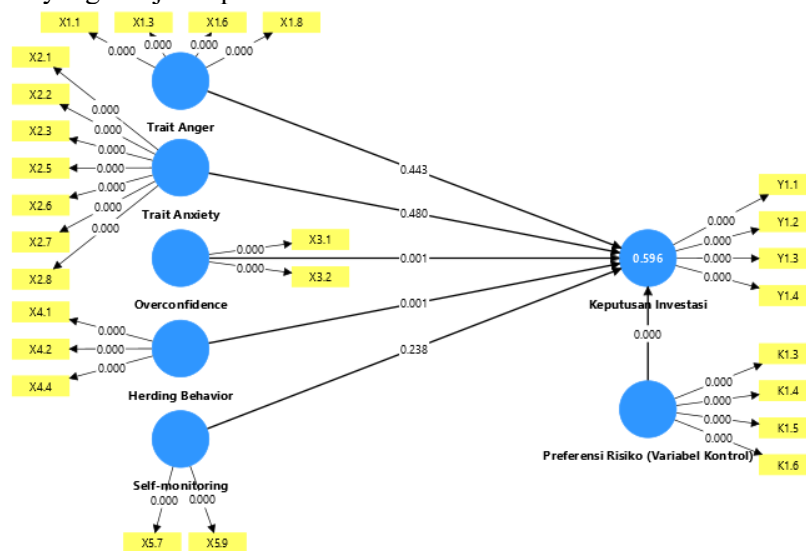 X1.1
X1.3
X1.6
X1.8
0.000
0.000
0.000
0.000
Trait Anger
X2.1
X2.2
X2.3
X2.5
X2.6
X2.7
X2.8
0.000
0.000
0.000
0.000
0.000
0.000
0.000
Trait Anxiety
X3.1
X3.2
0.000
0.000
Overconfidence
X4.1
X4.2
X4.4
0.000
0.000
0.000
Herding Behavior
Self-monitoring
0.000
0.000
X5.7
X5.9
0.443
0.480
0.001
0.001
0.238
0.596
Keputusan Investasi
0.000
0.000
0.000
0.000
Y1.1
Y1.2
Y1.3
Y1.4
0.000
Preferensi Risiko (Variabel Kontrol)
0.000
0.000
0.000
0.000
K1.3
K1.4
K1.5
K1.6